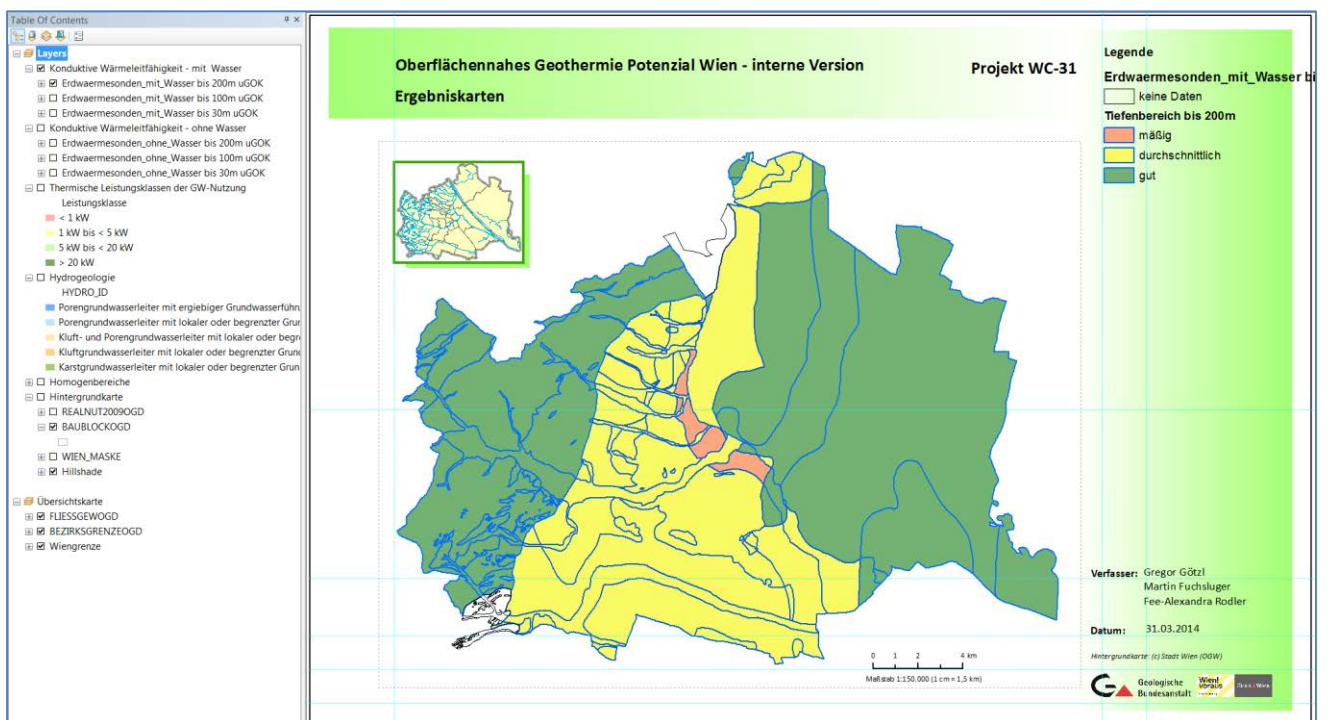 Table Of Contents
Layers
Konduktive Wärmeleitfähigkeit - mit Wasser
Erdwaermesonden_mit_Wasser bis 200m uGOK
Erdwaermesonden_mit_Wasser bis 100m uGOK
Erdwaermesonden_mit_Wasser bis 30m uGOK
Konduktive Wärmeleitfähigkeit - ohne Wasser
Erdwaermesonden_ohne_Wasser bis 200m uGOK
Erdwaermesonden_ohne_Wasser bis 100m uGOK
Erdwaermesonden_ohne_Wasser bis 30m uGOK
Thermische Leistungsklassen der GW-Nutzung
Leistungsklasse
< 1 kW
1 kW bis < 5 kW
5 kW bis < 20 kW
> 20 kW
Hydrogeologie
HYDRO_ID
Porengrundwasserleiter mit ergiebiger Grundwasserführu
Porengrundwasserleiter mit lokaler oder begrenzter Grur
Kluft- und Porengrundwasserleiter mit lokaler oder begre
Kluftgrundwasserleiter mit lokaler oder begrenzter Grund
Karstgrundwasserleiter mit lokaler oder begrenzter Grun
Homogenbereiche
Hintergrundkarte
REALNUT2009OGD
BAUBLOCKOGD
WIEN_MASKE
Hillshade
Übersichtskarte
FLIESSGEWOGD
BEZIRKSGRENZEOGD
Wiengrenze
Oberflächennahes Geothermie Potenzial Wien - interne Version
Projekt WC-31
Ergebniskarten
Legende
Erdwaermesonden_mit_Wasser bi
keine Daten
Tiefenbereich bis 200m
mäßig
durchschnittlich
gut
0 1 2 4 km
Maßstab 1:150.000 (1 cm = 1,5 km)
Verfasser: Gregor Götzl
Martin Fuchsluger
Fee-Alexandra Rodler
Datum: 31.03.2014
Hintergrundkarte: (c) Stadt Wien (OGW)
Geologische
Bundesanstalt
Wien!
voraus